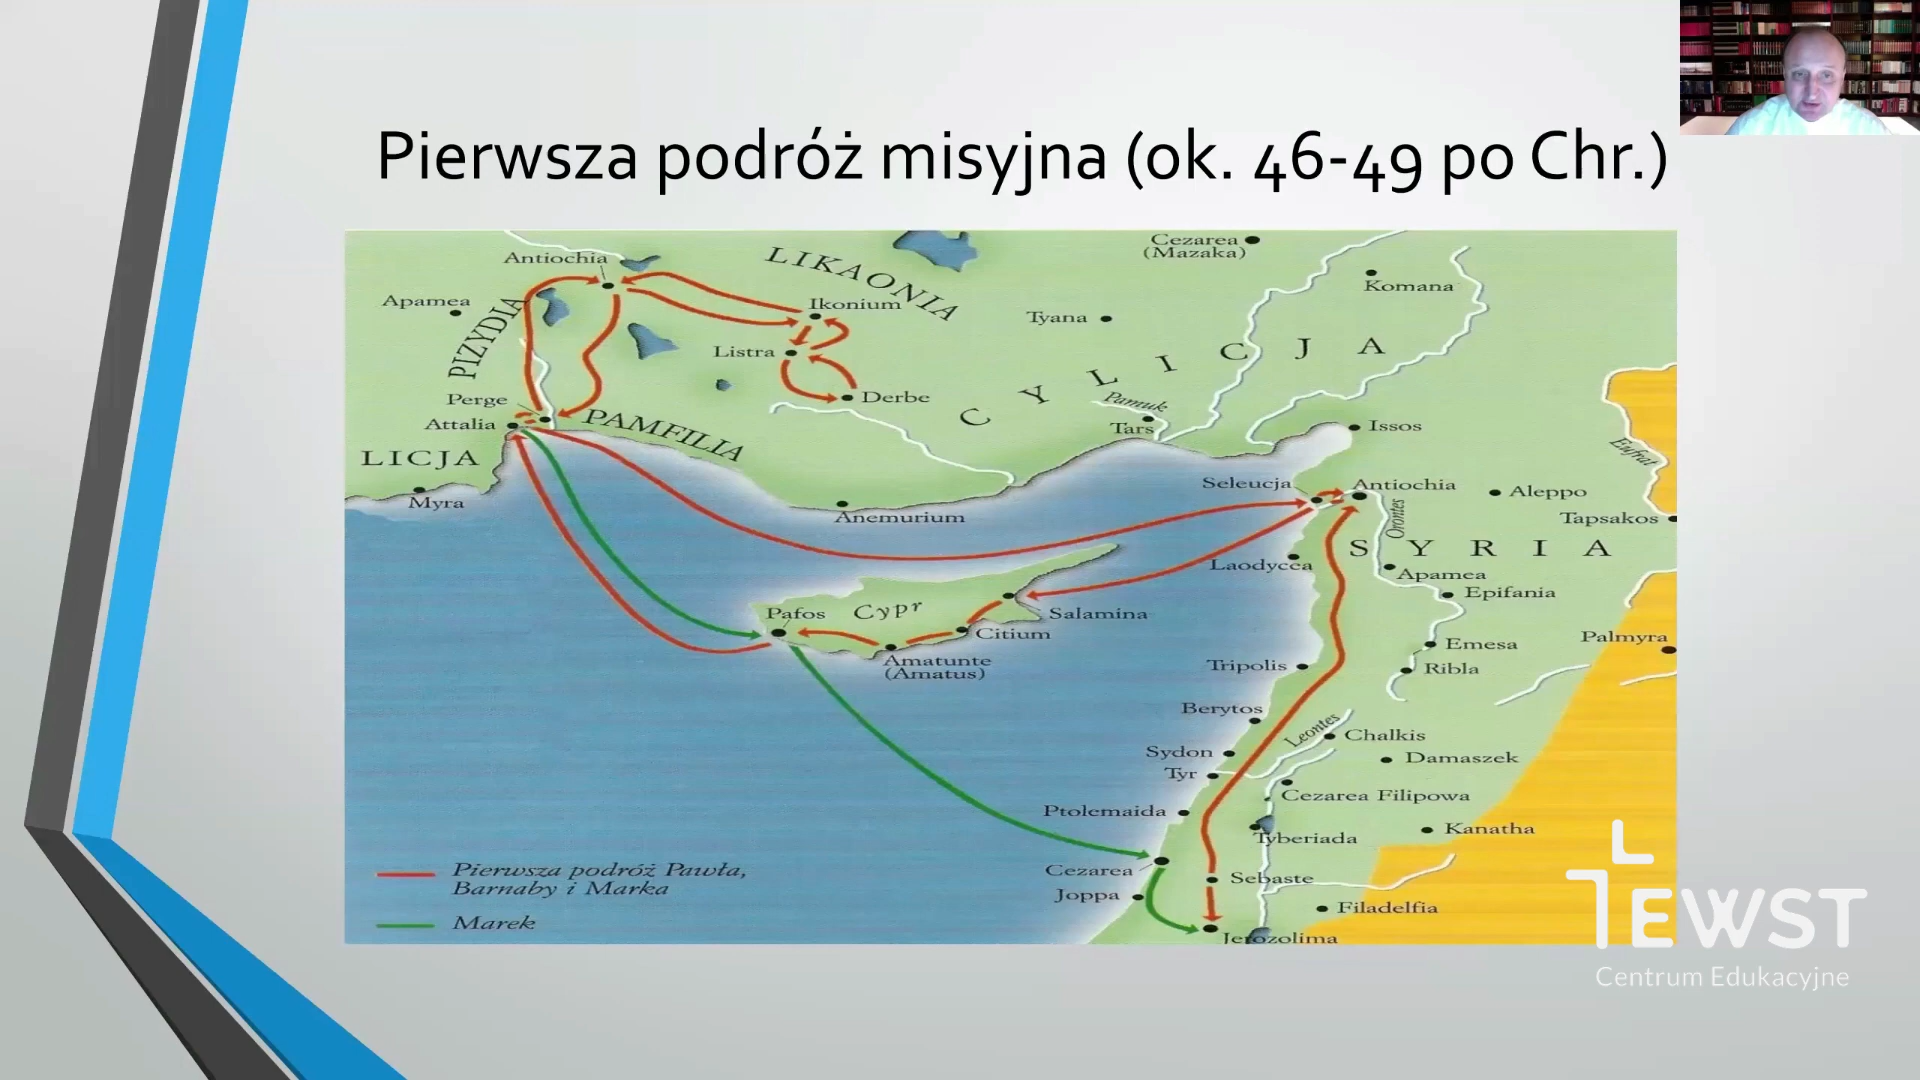 Pierwsza podróż misyjna (ok. 46-49 po Chr.)
Antiochia
LIKAONIA
Cezarea
(Mazaka)
Komana
Apamea
PIZYDIA
Ikonium
Tyana
Listra
CYLICJA
Derbe
Pamuk
Perge
Attalia
PAMFILIA
Tars
Issos
LICJA
Eufrat
Myra
Anemurium
Seleucja
Antiochia
Aleppo
Orontes
Tapsakos
SYRIA
Laodycea
Apamea
Epifania
Pafos
Cypr
Salamina
Citium
Amatunte
(Amatus)
Emesa
Palmyra
Tripolis
Ribla
Berytos
Leontes
Chalkis
Sydon
Damaszek
Tyr
Cezarea Filipowa
Ptolemaida
Tyberiada
Kanatha
Cezarea
Sebaste
Joppa
Filadelfia
Jerozolima
Pierwsza podróż Pawła,
Barnaby i Marka
Marek
EWST
Centrum Edukacyjne